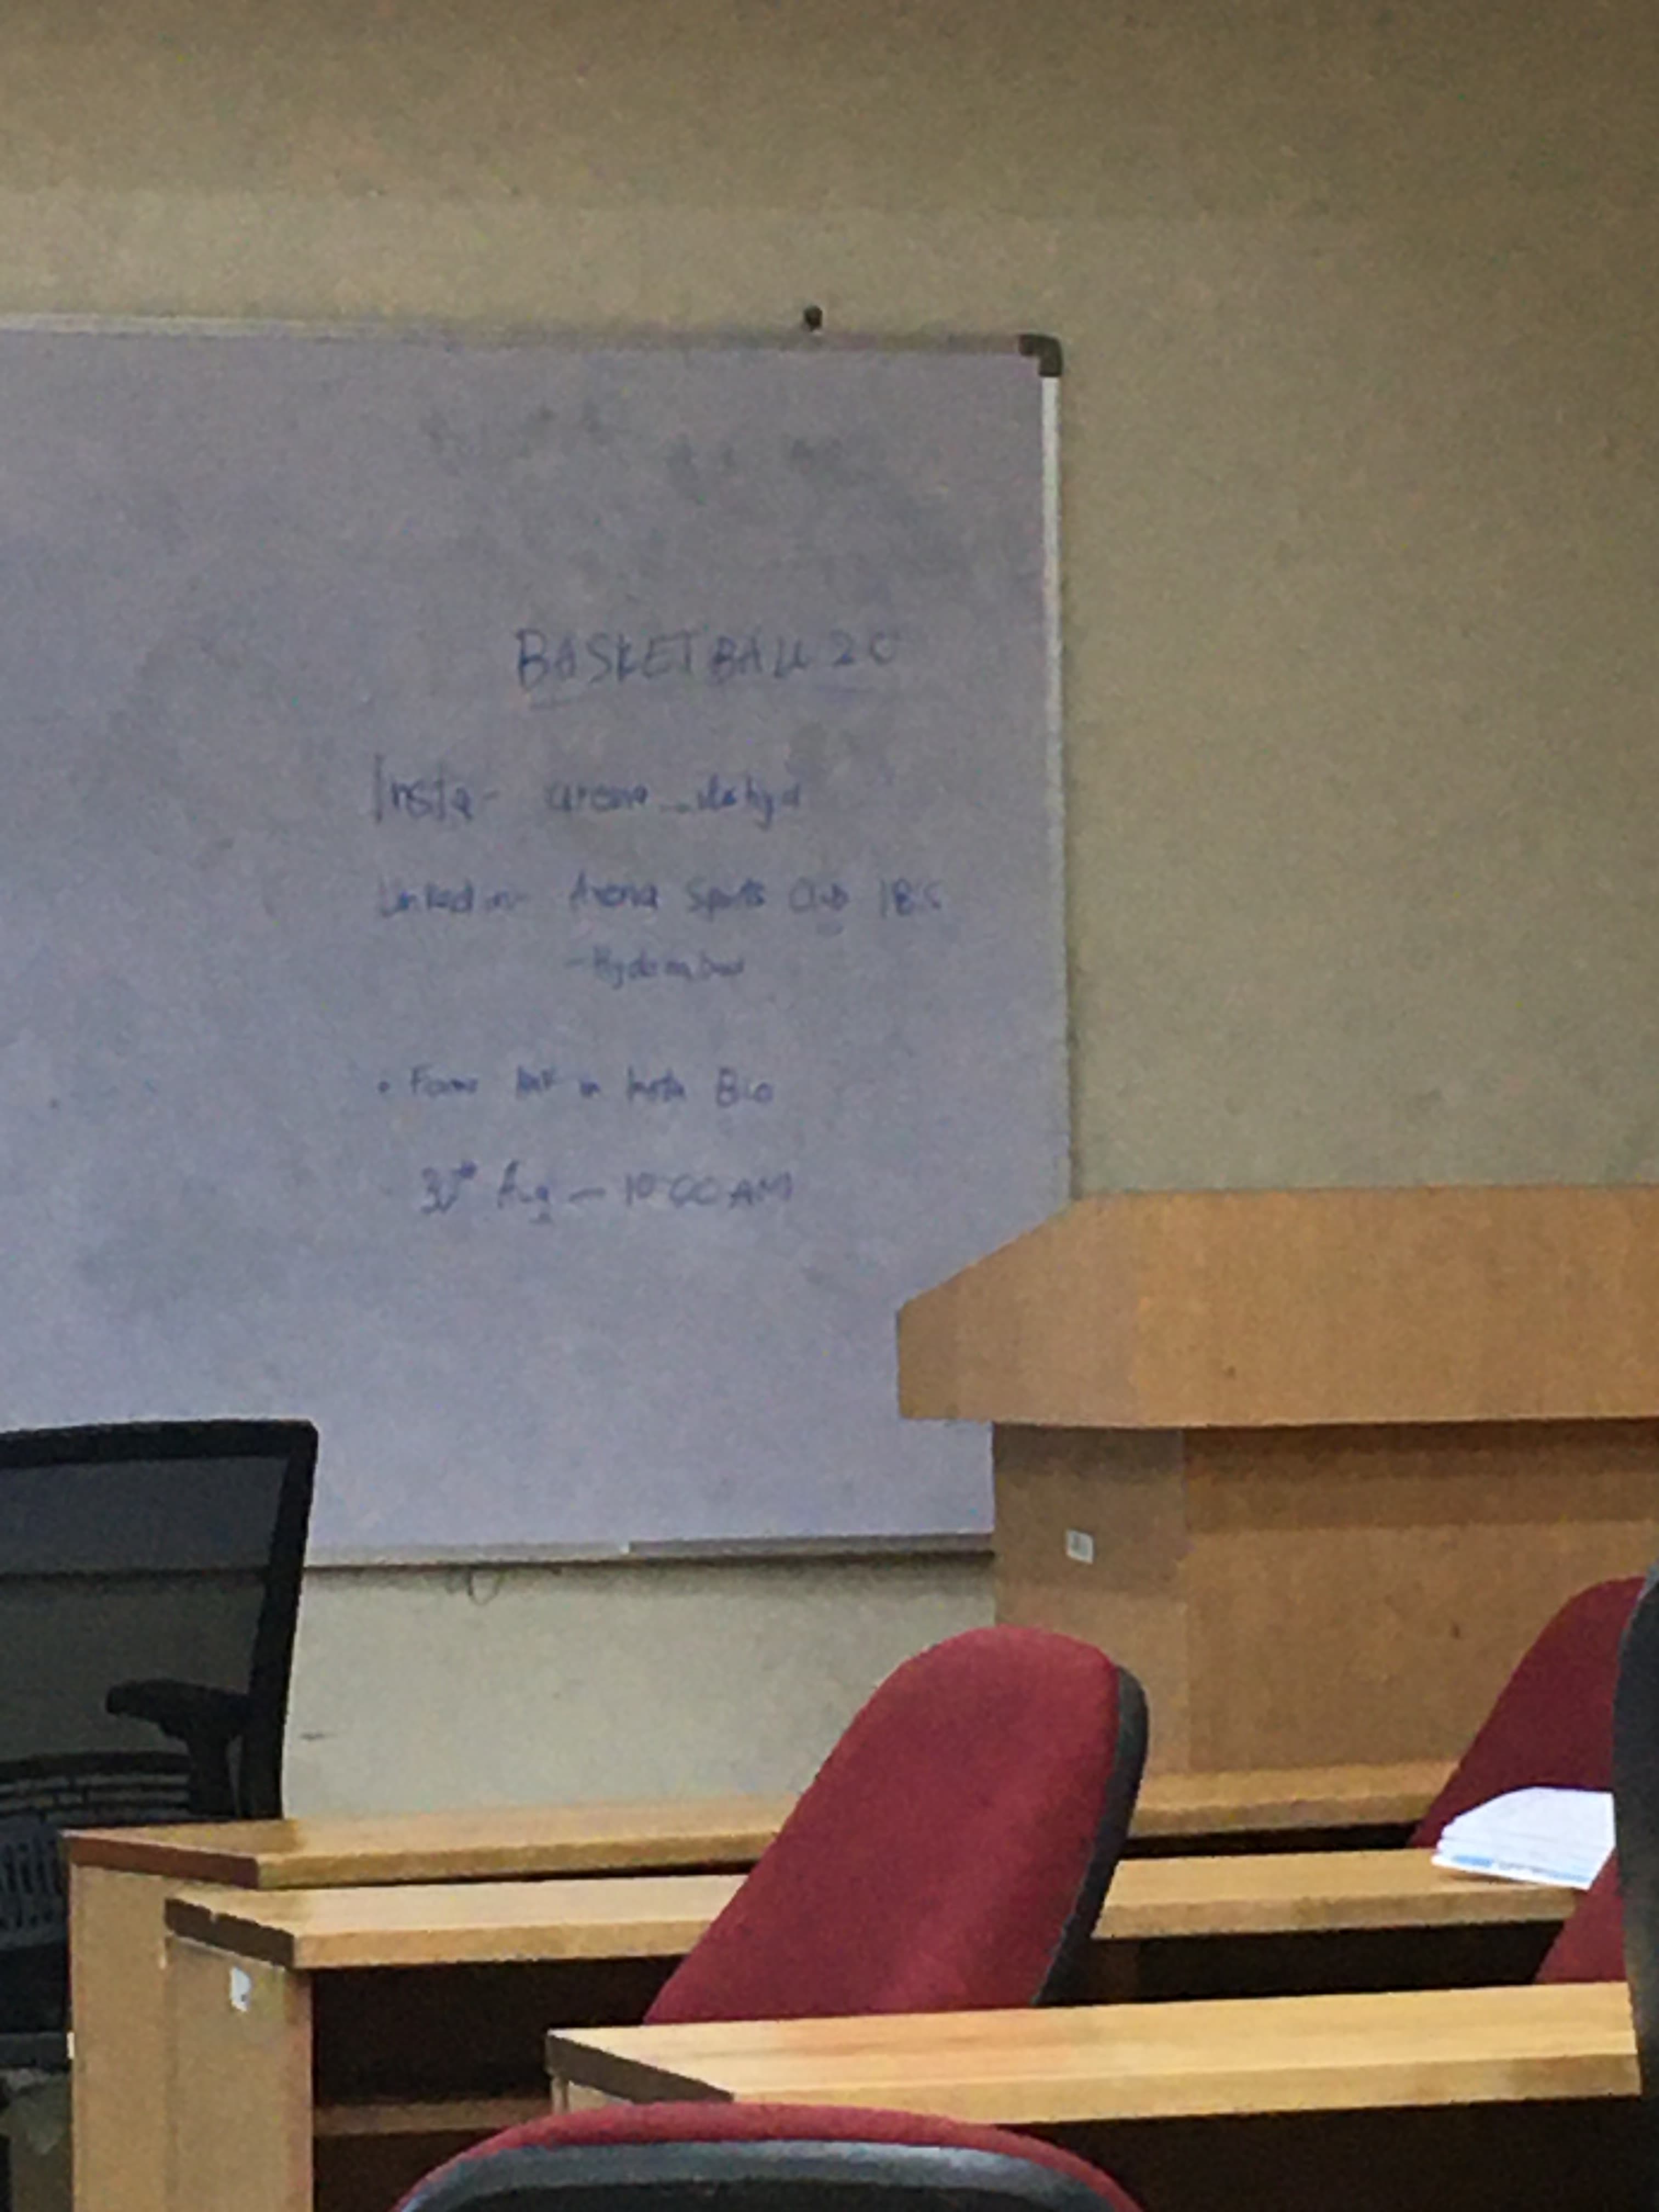 BASKETBALL 2.0
Insta - arena_ibshyd
Linkedin - Arena Sports Club IBS
- Hyderabad
• Form link in Insta Bio
30th Aug - 10:00 AM